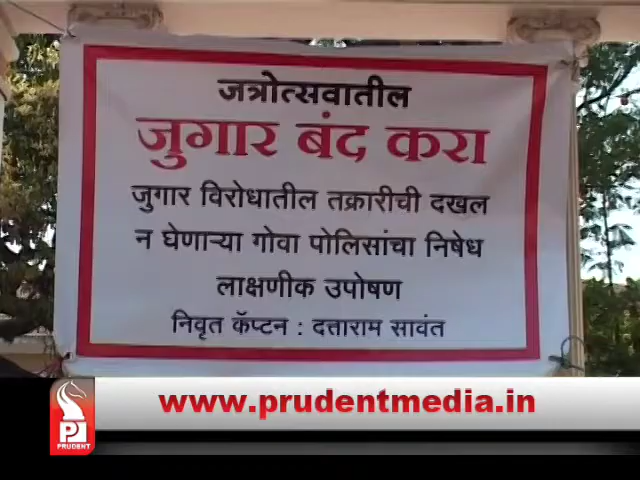 जत्रोत्सवातील
जुगार बंद करा
जुगार विरोधातील तक्रारीची दखल
न घेणाऱ्या गोवा पोलिसांचा निषेध
लाक्षणीक उपोषण
निवृत कॅप्टन : दत्ताराम सावंत
www.prudentmedia.in
PRUDENT